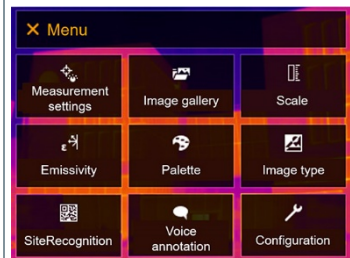 × Menu
Measurement
settings
Image gallery
Scale
ε
Emissivity
Palette
Image type
SiteRecognition
Voice
annotation
Configuration